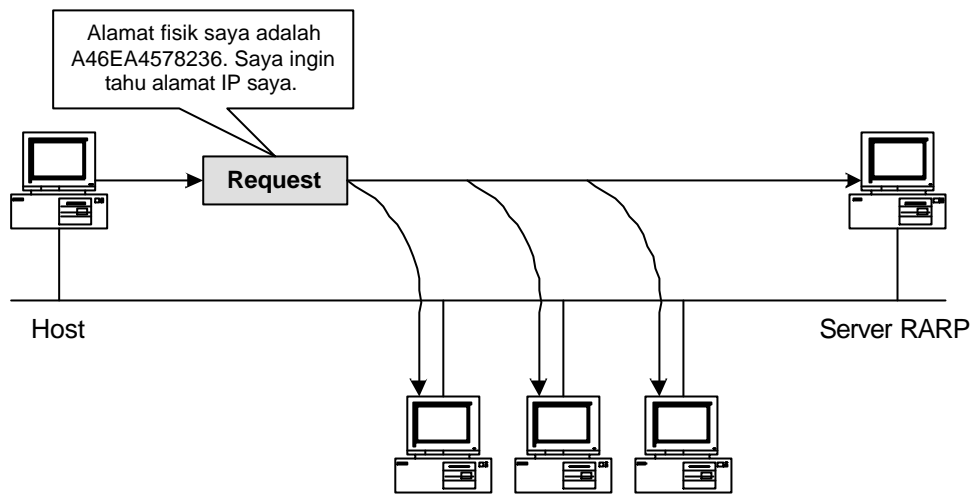 Alamat fisik saya adalah
A46EA4578236. Saya ingin
tahu alamat IP saya.
Request
Host
Server RARP